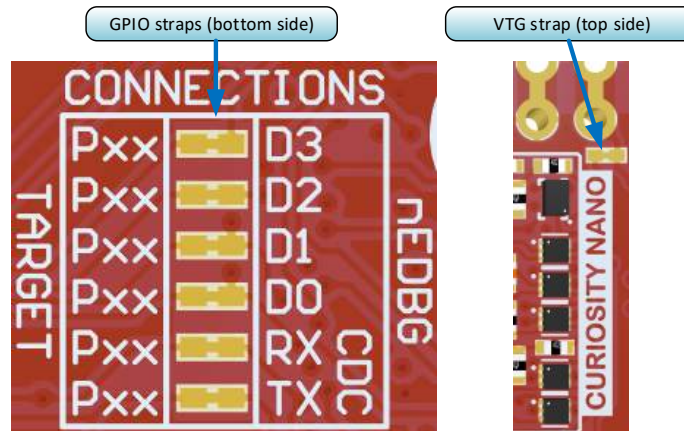 GPIO straps (bottom side)
VTG strap (top side)
CONNECTIONS
Pxx D3
Pxx D2
Pxx D1
Pxx D0
Pxx RX
Pxx TX
TARGET
nEDBG
CDC
CURIOSITY NANO